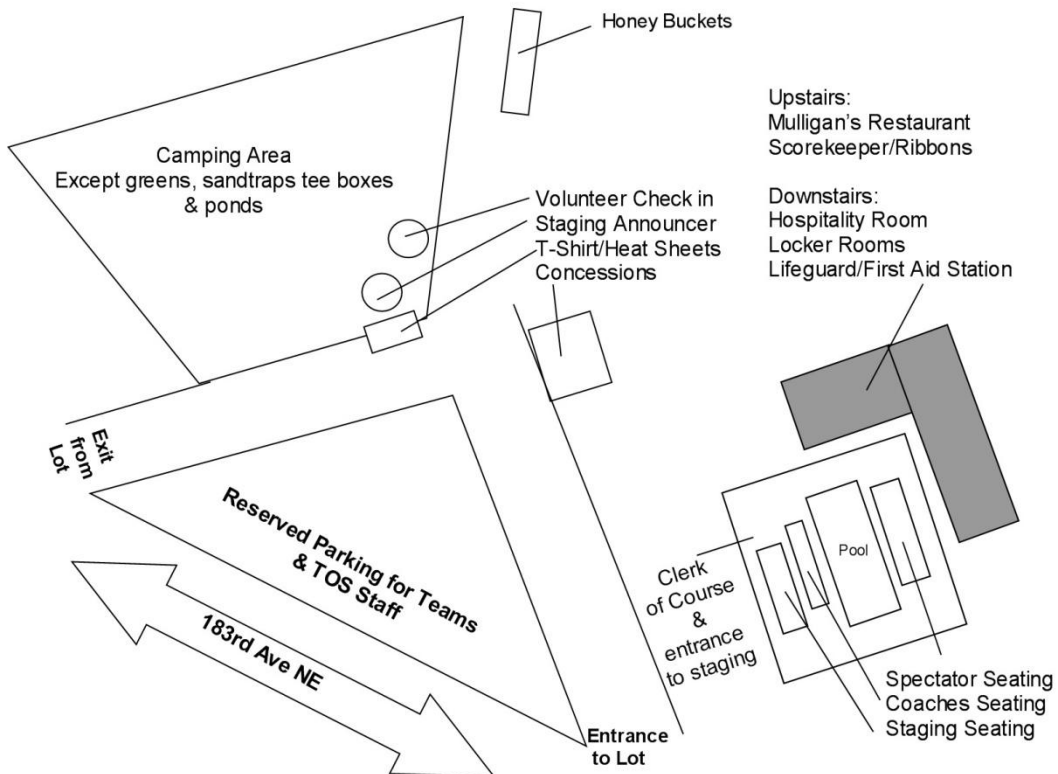 Honey Buckets
Upstairs:
Mulligan's Restaurant
Scorekeeper/Ribbons
Camping Area
Except greens, sandtraps tee boxes
& ponds
Volunteer Check in
Staging Announcer
T-Shirt/Heat Sheets
Concessions
Downstairs:
Hospitality Room
Locker Rooms
Lifeguard/First Aid Station
Exit
from
Lot
Reserved Parking for Teams
& TOS Staff
183rd Ave NE
Pool
Clerk
of Course
&
entrance
to staging
Spectator Seating
Coaches Seating
Staging Seating
Entrance
to Lot